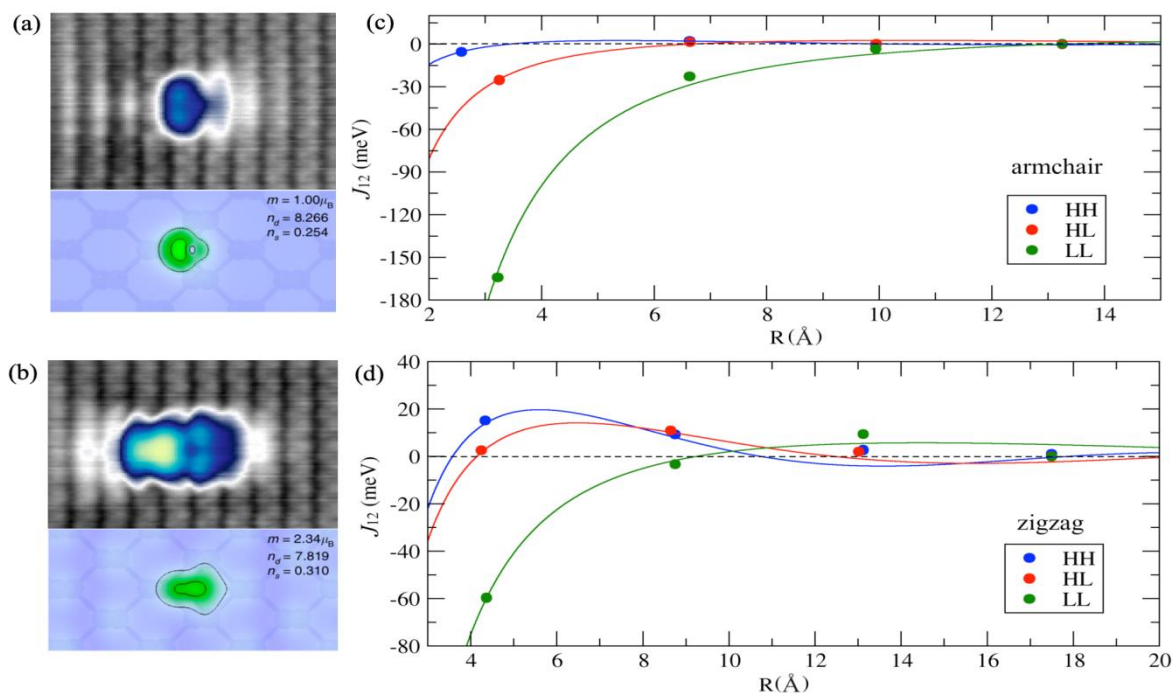 (a)
m = 1.00μB
nd = 8.266
ns = 0.254
(b)
m = 2.34μB
nd = 7.819
ns = 0.310
(c)
0
-30
-60
-90
-120
-150
-180
J12 (meV)
armchair
HH
HL
LL
2 4 6 8 10 12 14
R(Å)
(d)
40
20
0
-20
-40
-60
-80
J12 (meV)
zigzag
HH
HL
LL
4 6 8 10 12 14 16 18 20
R(Å)